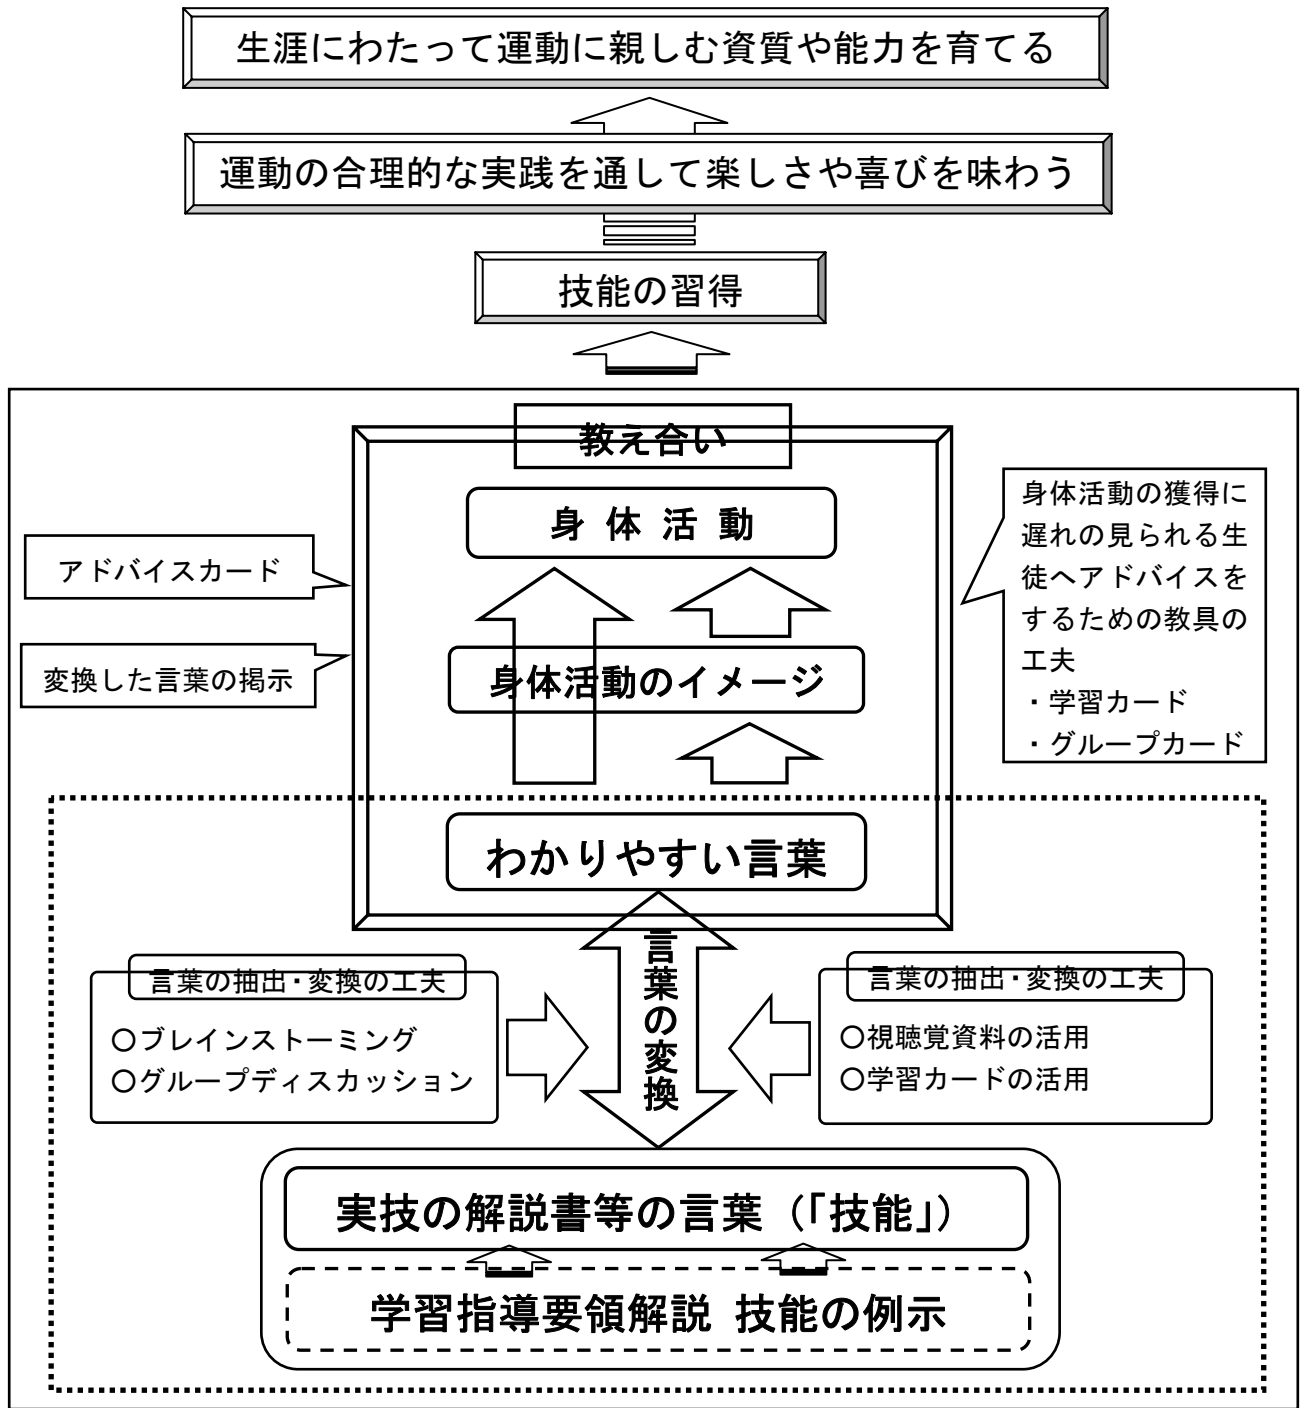 生涯にわたって運動に親しむ資質や能力を育てる
運動の合理的な実践を通して楽しさや喜びを味わう
技能の習得
教え合い
身 体 活 動
アドバイスカード
変換した言葉の掲示
身体活動の獲得に
遅れの見られる生
徒へアドバイスを
するための教具の
工夫
・学習カード
・グループカード
身体活動のイメージ
わかりやすい言葉
言葉の変換
言葉の抽出・変換の工夫
○ブレインストーミング
○グループディスカッション
言葉の抽出・変換の工夫
○視聴覚資料の活用
○学習カードの活用
実技の解説書等の言葉（「技能」）
学習指導要領解説 技能の例示